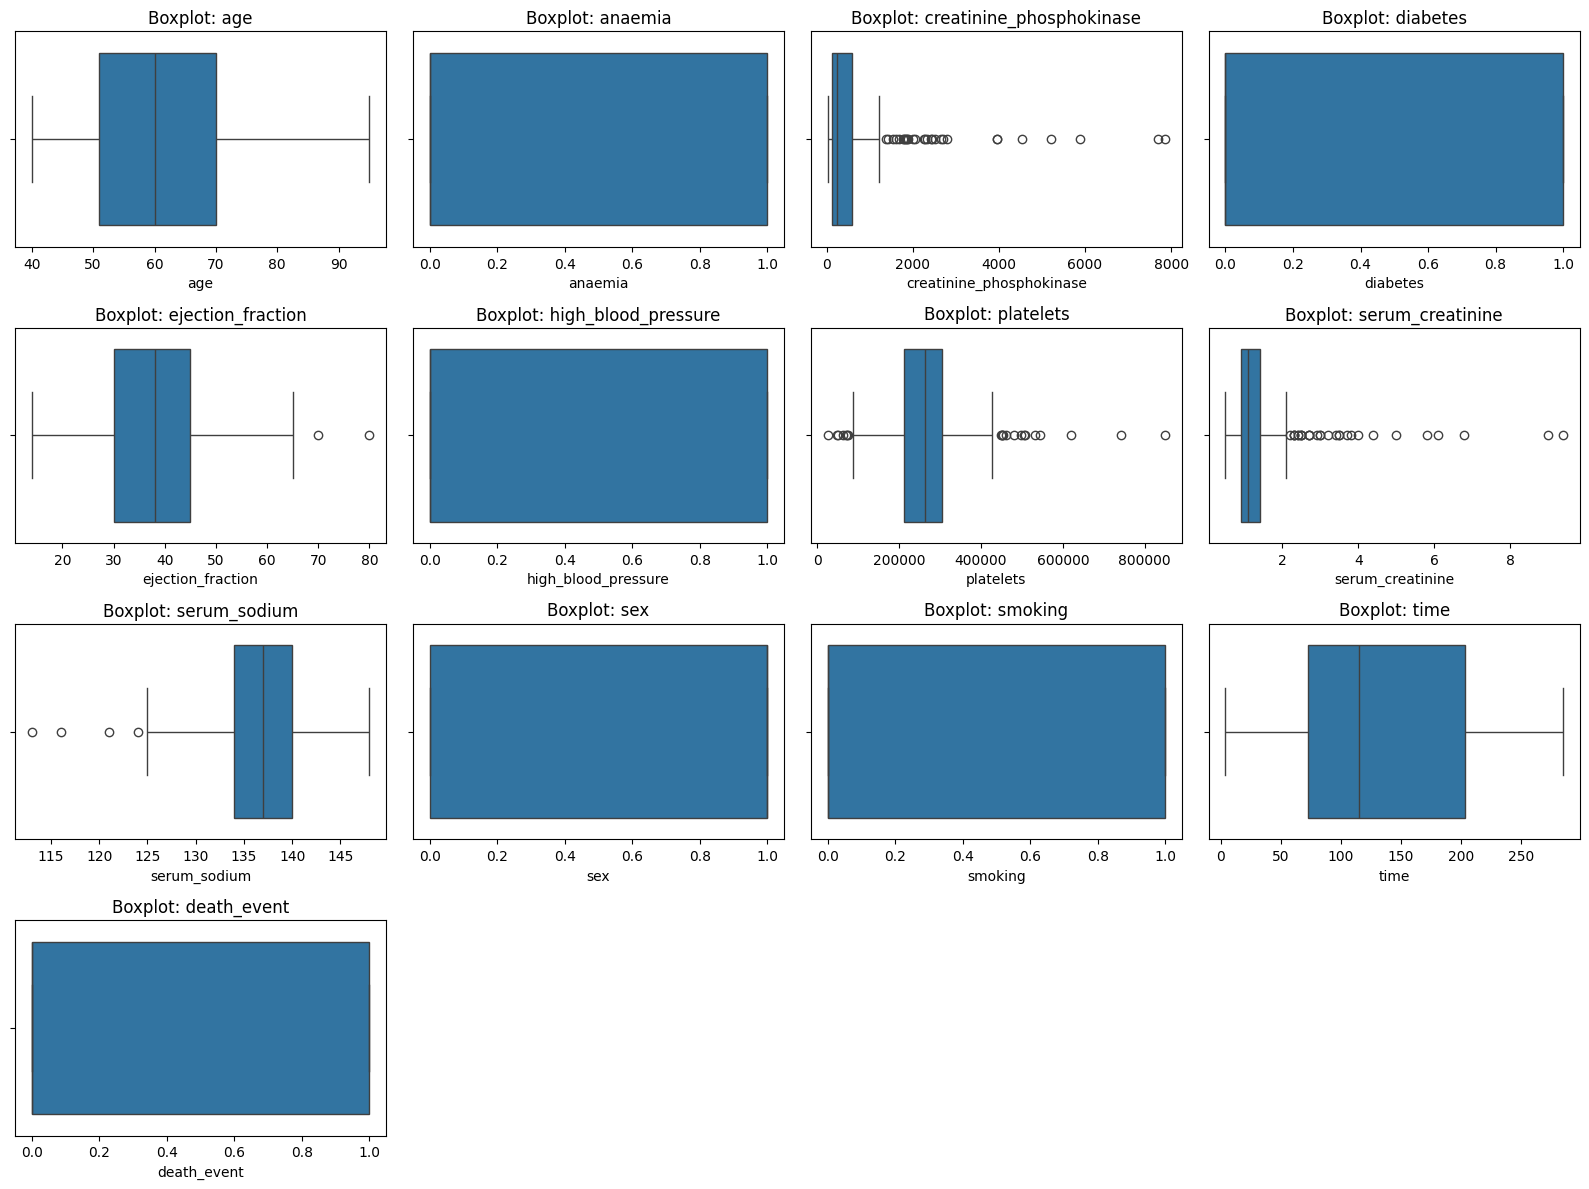 Boxplot: age
Boxplot: anaemia
Boxplot: creatinine_phosphokinase
Boxplot: diabetes
40 50 60 70 80 90
0.0 0.2 0.4 0.6 0.8 1.0
0 2000 4000 6000 8000
0.0 0.2 0.4 0.6 0.8 1.0
age
anaemia
creatinine_phosphokinase
diabetes
Boxplot: ejection_fraction
Boxplot: high_blood_pressure
Boxplot: platelets
Boxplot: serum_creatinine
20 30 40 50 60 70 80
0.0 0.2 0.4 0.6 0.8 1.0
0 200000 400000 600000 800000
2 4 6 8
ejection_fraction
high_blood_pressure
platelets
serum_creatinine
Boxplot: serum_sodium
Boxplot: sex
Boxplot: smoking
Boxplot: time
115 120 125 130 135 140 145
0.0 0.2 0.4 0.6 0.8 1.0
0.0 0.2 0.4 0.6 0.8 1.0
0 50 100 150 200 250
serum_sodium
sex
smoking
time
Boxplot: death_event
0.0 0.2 0.4 0.6 0.8 1.0
death_event